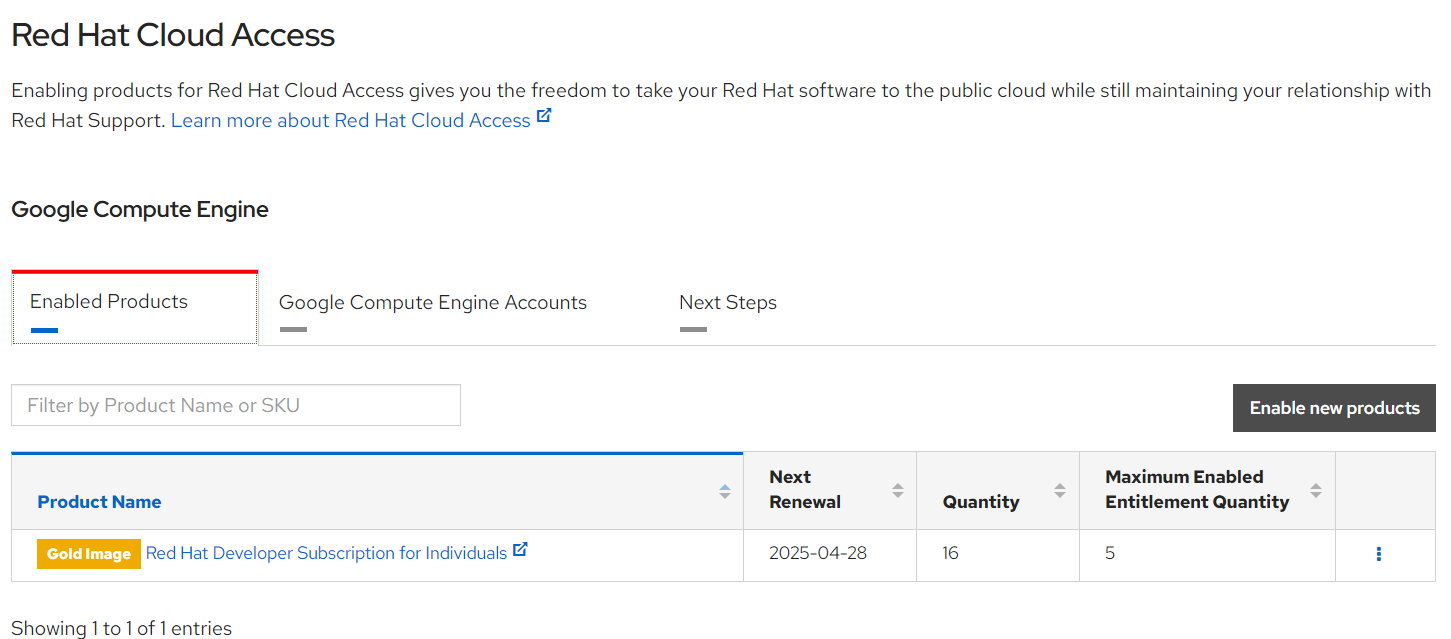 Red Hat Cloud Access
Enabling products for Red Hat Cloud Access gives you the freedom to take your Red Hat software to the public cloud while still maintaining your relationship with
Red Hat Support. Learn more about Red Hat Cloud Access
Google Compute Engine
Enabled Products
Google Compute Engine Accounts
Next Steps
Filter by Product Name or SKU
Enable new products
Product Name
Next
Renewal
Quantity
Maximum Enabled
Entitlement Quantity
Gold Image Red Hat Developer Subscription for Individuals
2025-04-28
16
5
Showing 1 to 1 of 1 entries